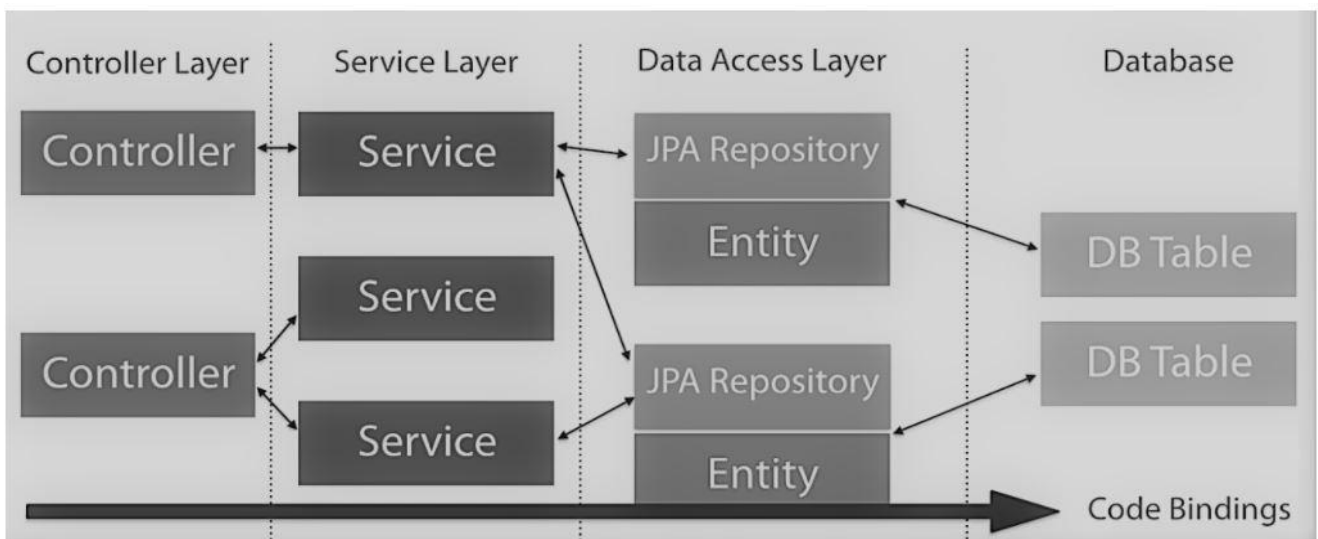 Controller Layer
Service Layer
Data Access Layer
Database
Controller
Service
JPA Repository
Entity
DB Table
Service
Controller
Service
JPA Repository
Entity
DB Table
Code Bindings